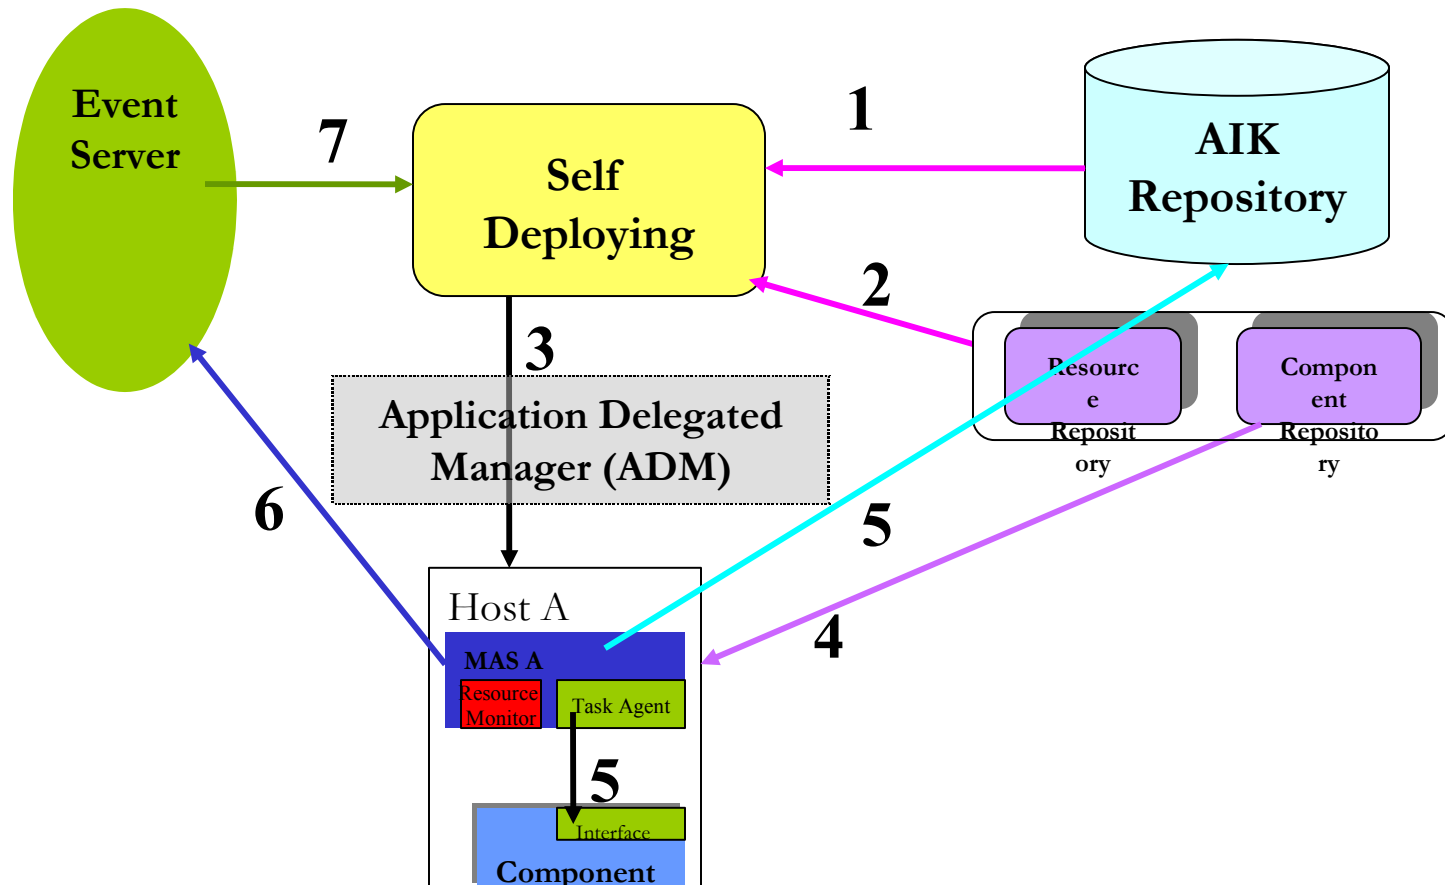 Event
Server
7
Self
Deploying
1
AIK
Repository
2
3
Resourc
e
Reposit
ory
Compon
ent
Reposito
ry
Application Delegated
Manager (ADM)
6
5
4
Host A
MAS A
Resource
Monitor
Task Agent
5
Interface
Component